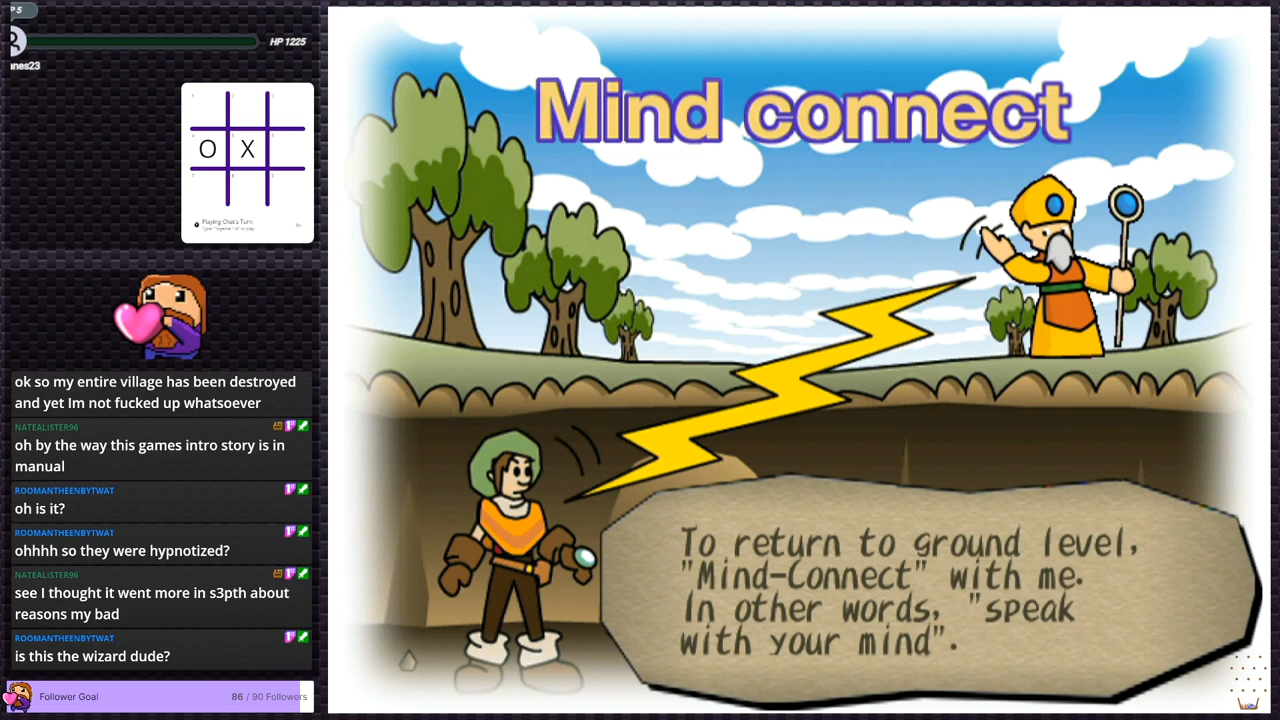 P 5
HP 1225
ines23
O X
Playing Chat's Turn
ok so my entire village has been destroyed
and yet Im not fucked up whatsoever
NATEALISTER96
oh by the way this games intro story is in
manual
ROOMANTHEENBYTWAT
oh is it?
ROOMANTHEENBYTWAT
ohhhh so they were hypnotized?
NATEALISTER96
see I thought it went more in s3pth about
reasons my bad
ROOMANTHEENBYTWAT
is this the wizard dude?
Follower Goal 86 / 90 Followers
Mind connect
To return to ground level,
"Mind-Connect" with me.
In other words, "speak
with your mind".